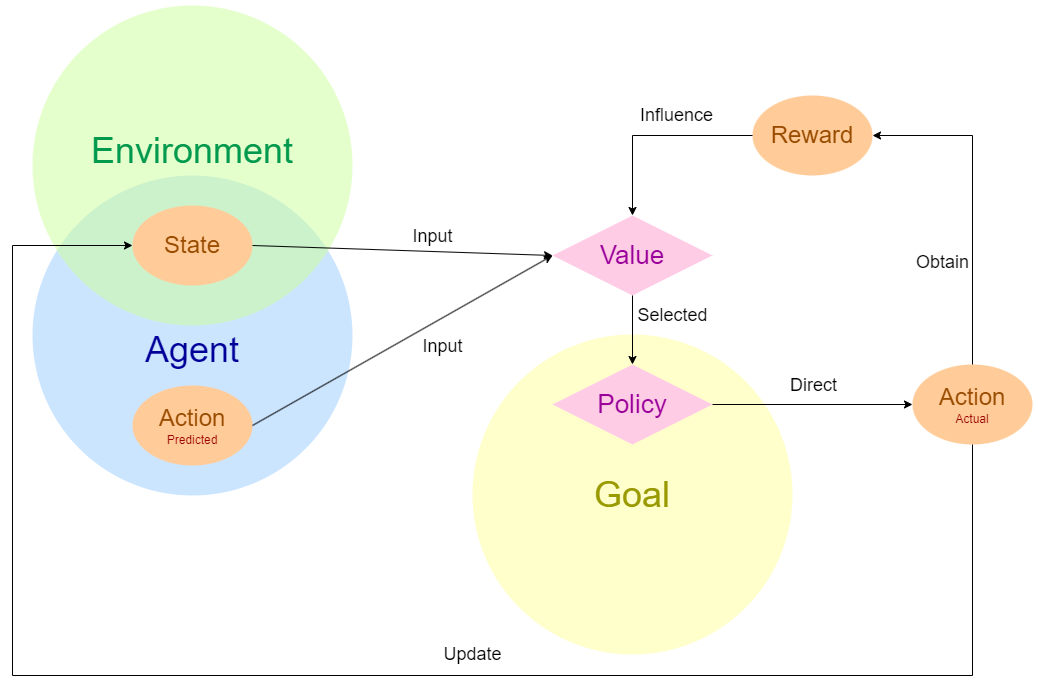 Environment
State
Agent
Action
Predicted
Input
Input
Influence
Reward
Value
Selected
Obtain
Policy
Direct
Action
Actual
Goal
Update